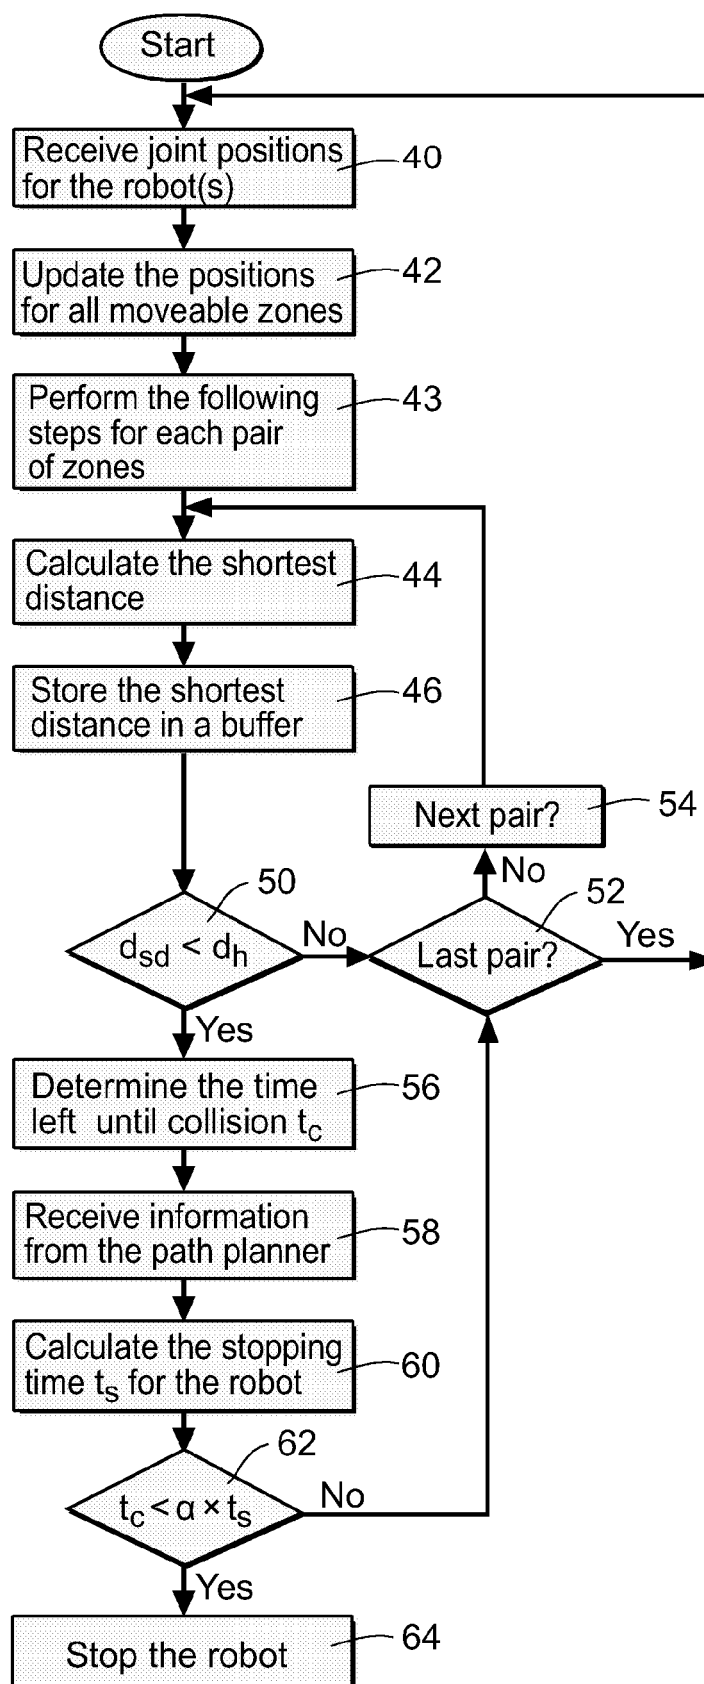 Start
Receive joint positions
for the robot(s)
40
Update the positions
for all moveable zones
42
Perform the following
steps for each pair
of zones
43
Calculate the shortest
distance
44
Store the shortest
distance in a buffer
46
Next pair?
54
No
50
52
d_sd < d_h
No
Last pair?
Yes
Yes
Determine the time
left until collision t_c
56
Receive information
from the path planner
58
Calculate the stopping
time t_s for the robot
60
62
t_c < α × t_s
No
Yes
Stop the robot
64